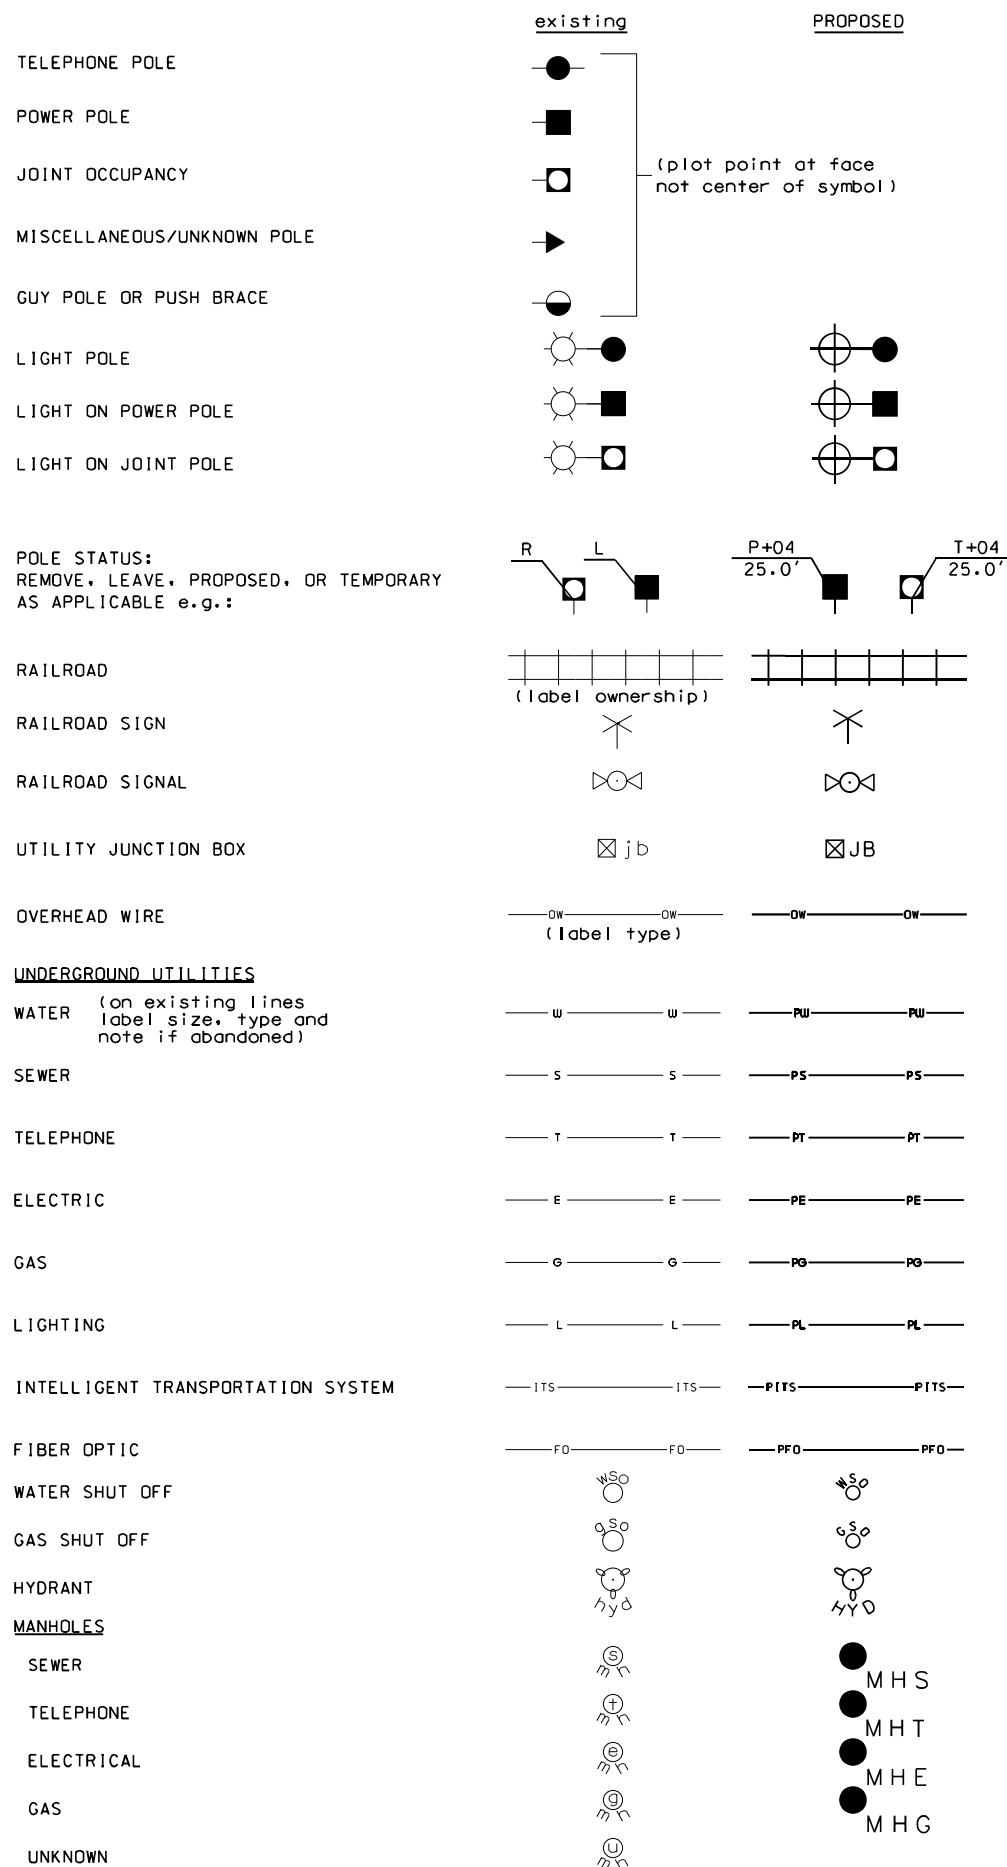 existing PROPOSED
TELEPHONE POLE
POWER POLE
(plot point at face
JOINT OCCUPANCY
not center of symbol)
MISCELLANEOUS/UNKNOWN POLE
GUY POLE OR PUSH BRACE
LIGHT POLE
LIGHT ON POWER POLE
LIGHT ON JOINT POLE
R L P+04 T+04
POLE STATUS: 25.0' 25.0'
REMOVE, LEAVE, PROPOSED, OR TEMPORARY
AS APPLICABLE e.g.:
RAILROAD
(label ownership)
RAILROAD SIGN
RAILROAD SIGNAL
UTILITY JUNCTION BOX jb JB
OVERHEAD WIRE OW OW OW OW
(label type)
UNDERGROUND UTILITIES
(on existing lines
WATER label size, type and W W PW PW
note if abandoned)
SEWER S S PS PS
TELEPHONE T T PT PT
ELECTRIC E E PE PE
GAS G G PG PG
LIGHTING L L PL PL
INTELLIGENT TRANSPORTATION SYSTEM ITS ITS PITS PITS
FIBER OPTIC FO FO PFO PFO
WATER SHUT OFF wso WSO
GAS SHUT OFF gso GSO
HYDRANT hyd HYD
MANHOLES
SEWER s mh MHS
TELEPHONE t mh MHT
ELECTRICAL e mh MHE
GAS g mh MHG
UNKNOWN u mh